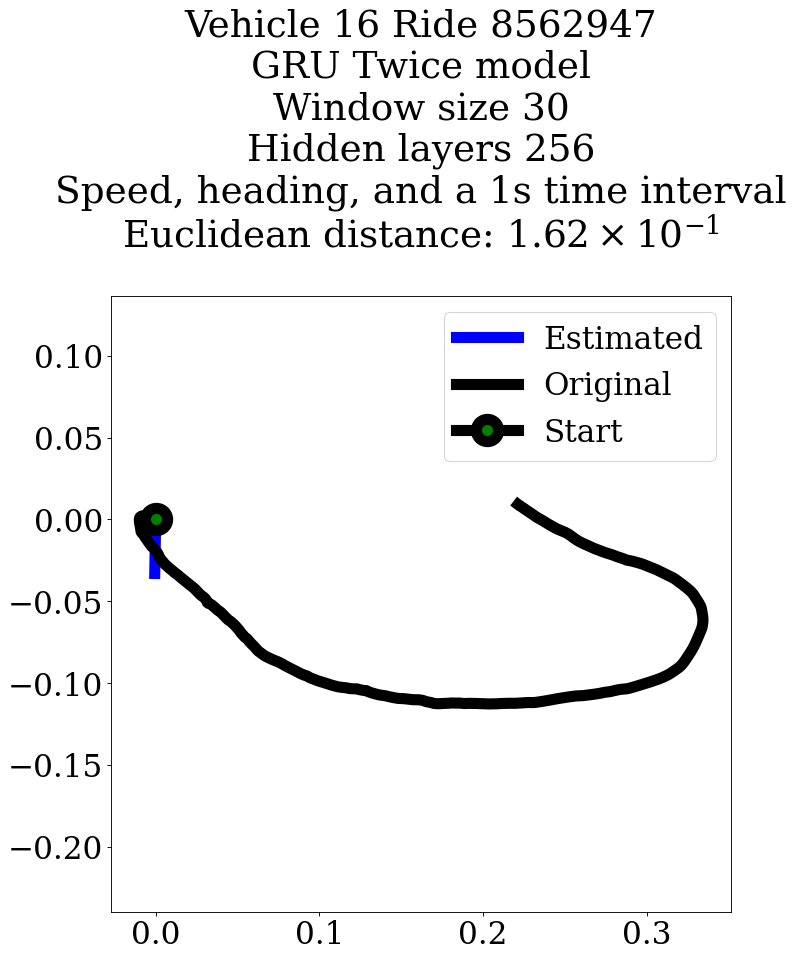 Vehicle 16 Ride 8562947
GRU Twice model
Window size 30
Hidden layers 256
Speed, heading, and a 1s time interval
Euclidean distance: 1.62 × 10⁻¹
Estimated
Original
Start
0.10
0.05
0.00
−0.05
−0.10
−0.15
−0.20
0.0 0.1 0.2 0.3